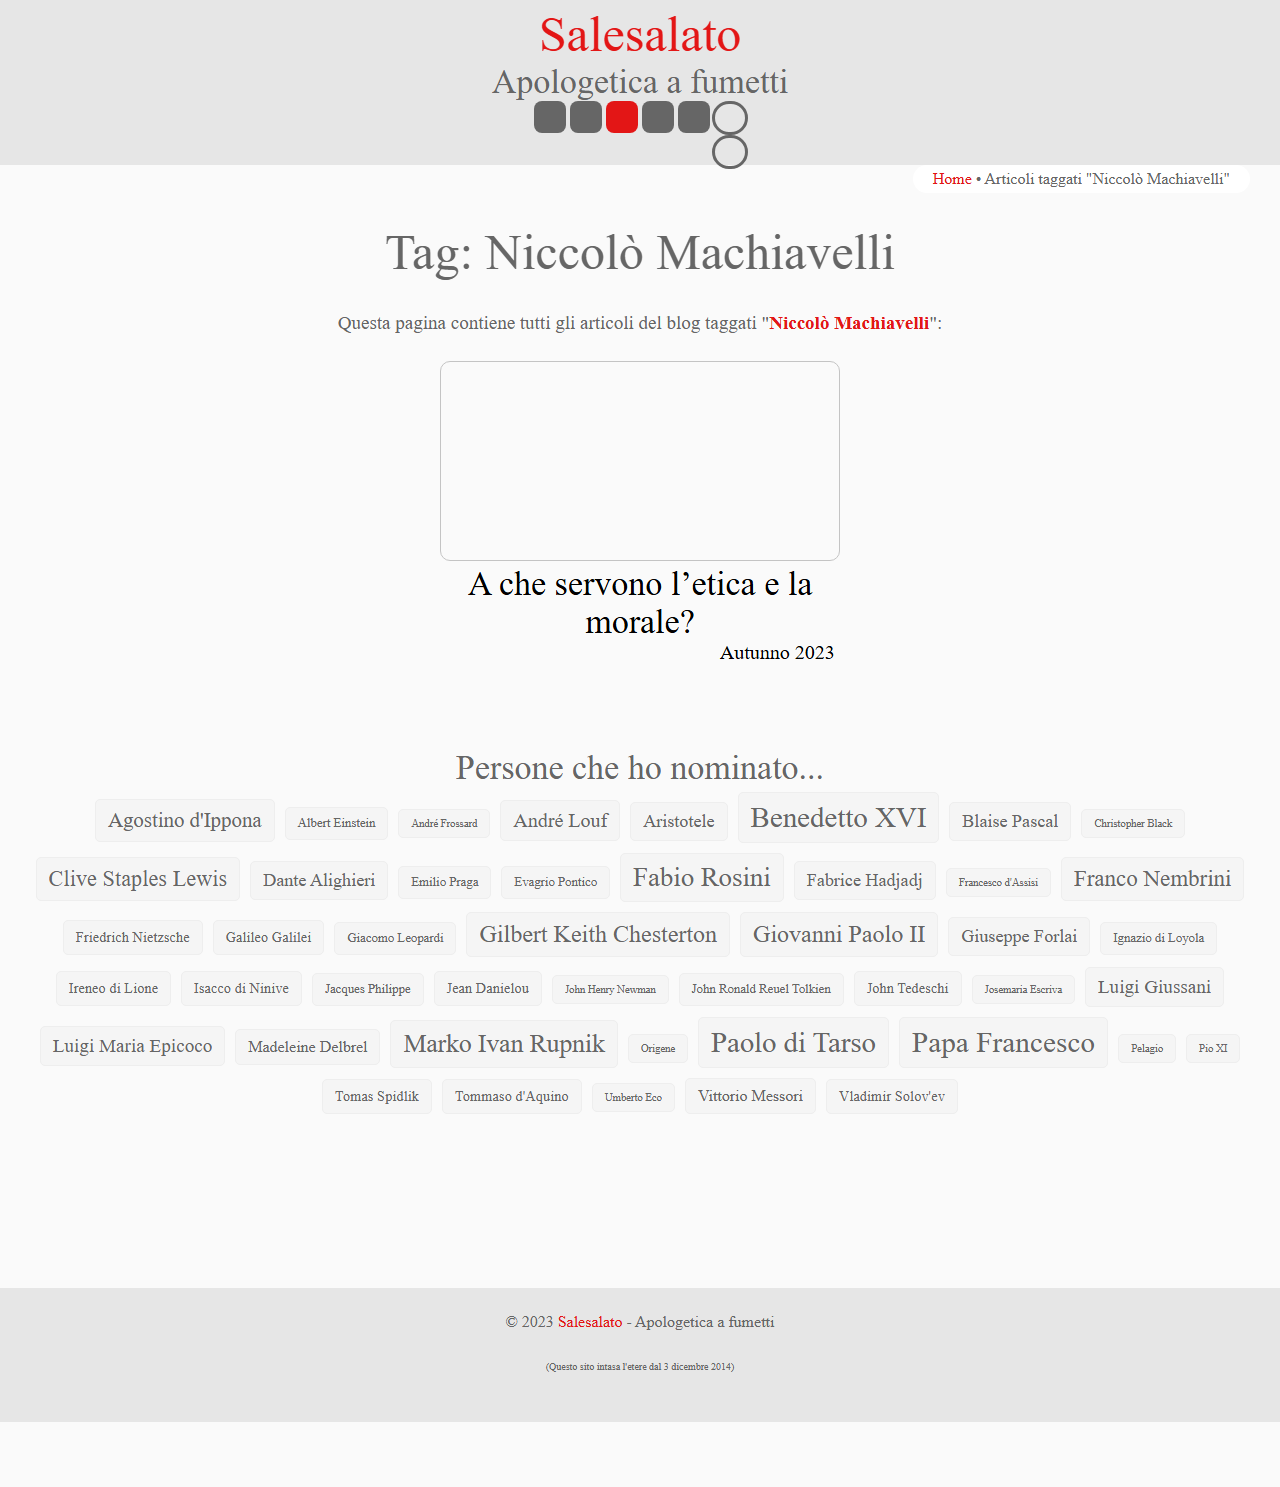 Salesalato
Apologetica a fumetti
Home • Articoli taggati "Niccolò Machiavelli"
Tag: Niccolò Machiavelli
Questa pagina contiene tutti gli articoli del blog taggati "Niccolò Machiavelli":
A che servono l’etica e la
morale?
Autunno 2023
Persone che ho nominato...
Agostino d'Ippona Albert Einstein André Frossard André Louf Aristotele Benedetto XVI Blaise Pascal Christopher Black
Clive Staples Lewis Dante Alighieri Emilio Praga Evagrio Pontico Fabio Rosini Fabrice Hadjadj Francesco d'Assisi Franco Nembrini
Friedrich Nietzsche Galileo Galilei Giacomo Leopardi Gilbert Keith Chesterton Giovanni Paolo II Giuseppe Forlai Ignazio di Loyola
Ireneo di Lione Isacco di Ninive Jacques Philippe Jean Danielou John Henry Newman John Ronald Reuel Tolkien John Tedeschi Josemaria Escriva Luigi Giussani
Luigi Maria Epicoco Madeleine Delbrel Marko Ivan Rupnik Origene Paolo di Tarso Papa Francesco Pelagio Pio XI
Tomas Spidlik Tommaso d'Aquino Umberto Eco Vittorio Messori Vladimir Solov'ev
© 2023 Salesalato - Apologetica a fumetti
(Questo sito intasa l'etere dal 3 dicembre 2014)